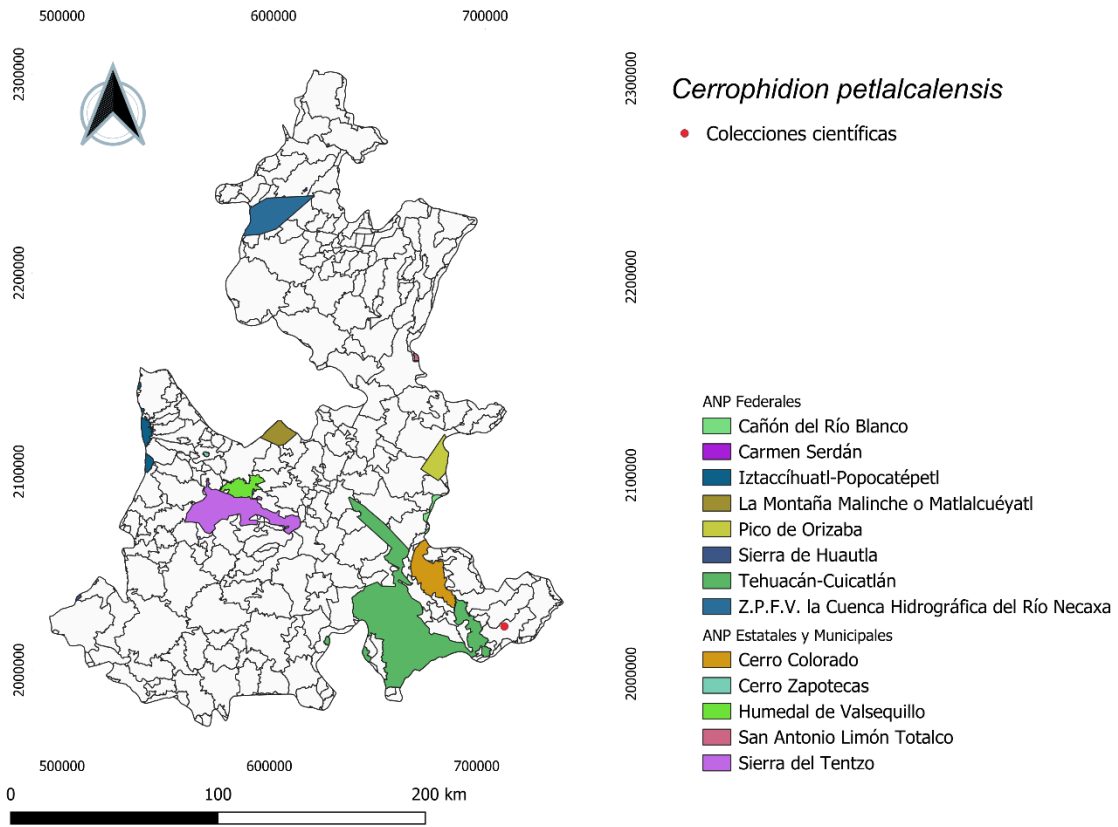 500000 600000 700000
2300000 2300000
Cerrophidion petlalcalensis
Colecciones científicas
2200000 2200000
ANP Federales
Cañón del Río Blanco
Carmen Serdán
Iztaccíhuatl-Popocatépetl
2100000 2100000
La Montaña Malinche o Matlalcuéyatl
Pico de Orizaba
Sierra de Huautla
Tehuacán-Cuicatlán
Z.P.F.V. la Cuenca Hidrográfica del Río Necaxa
ANP Estatales y Municipales
2000000 2000000
Cerro Colorado
Cerro Zapotecas
Humedal de Valsequillo
San Antonio Limón Totalco
Sierra del Tentzo
500000 600000 700000
0 100 200 km